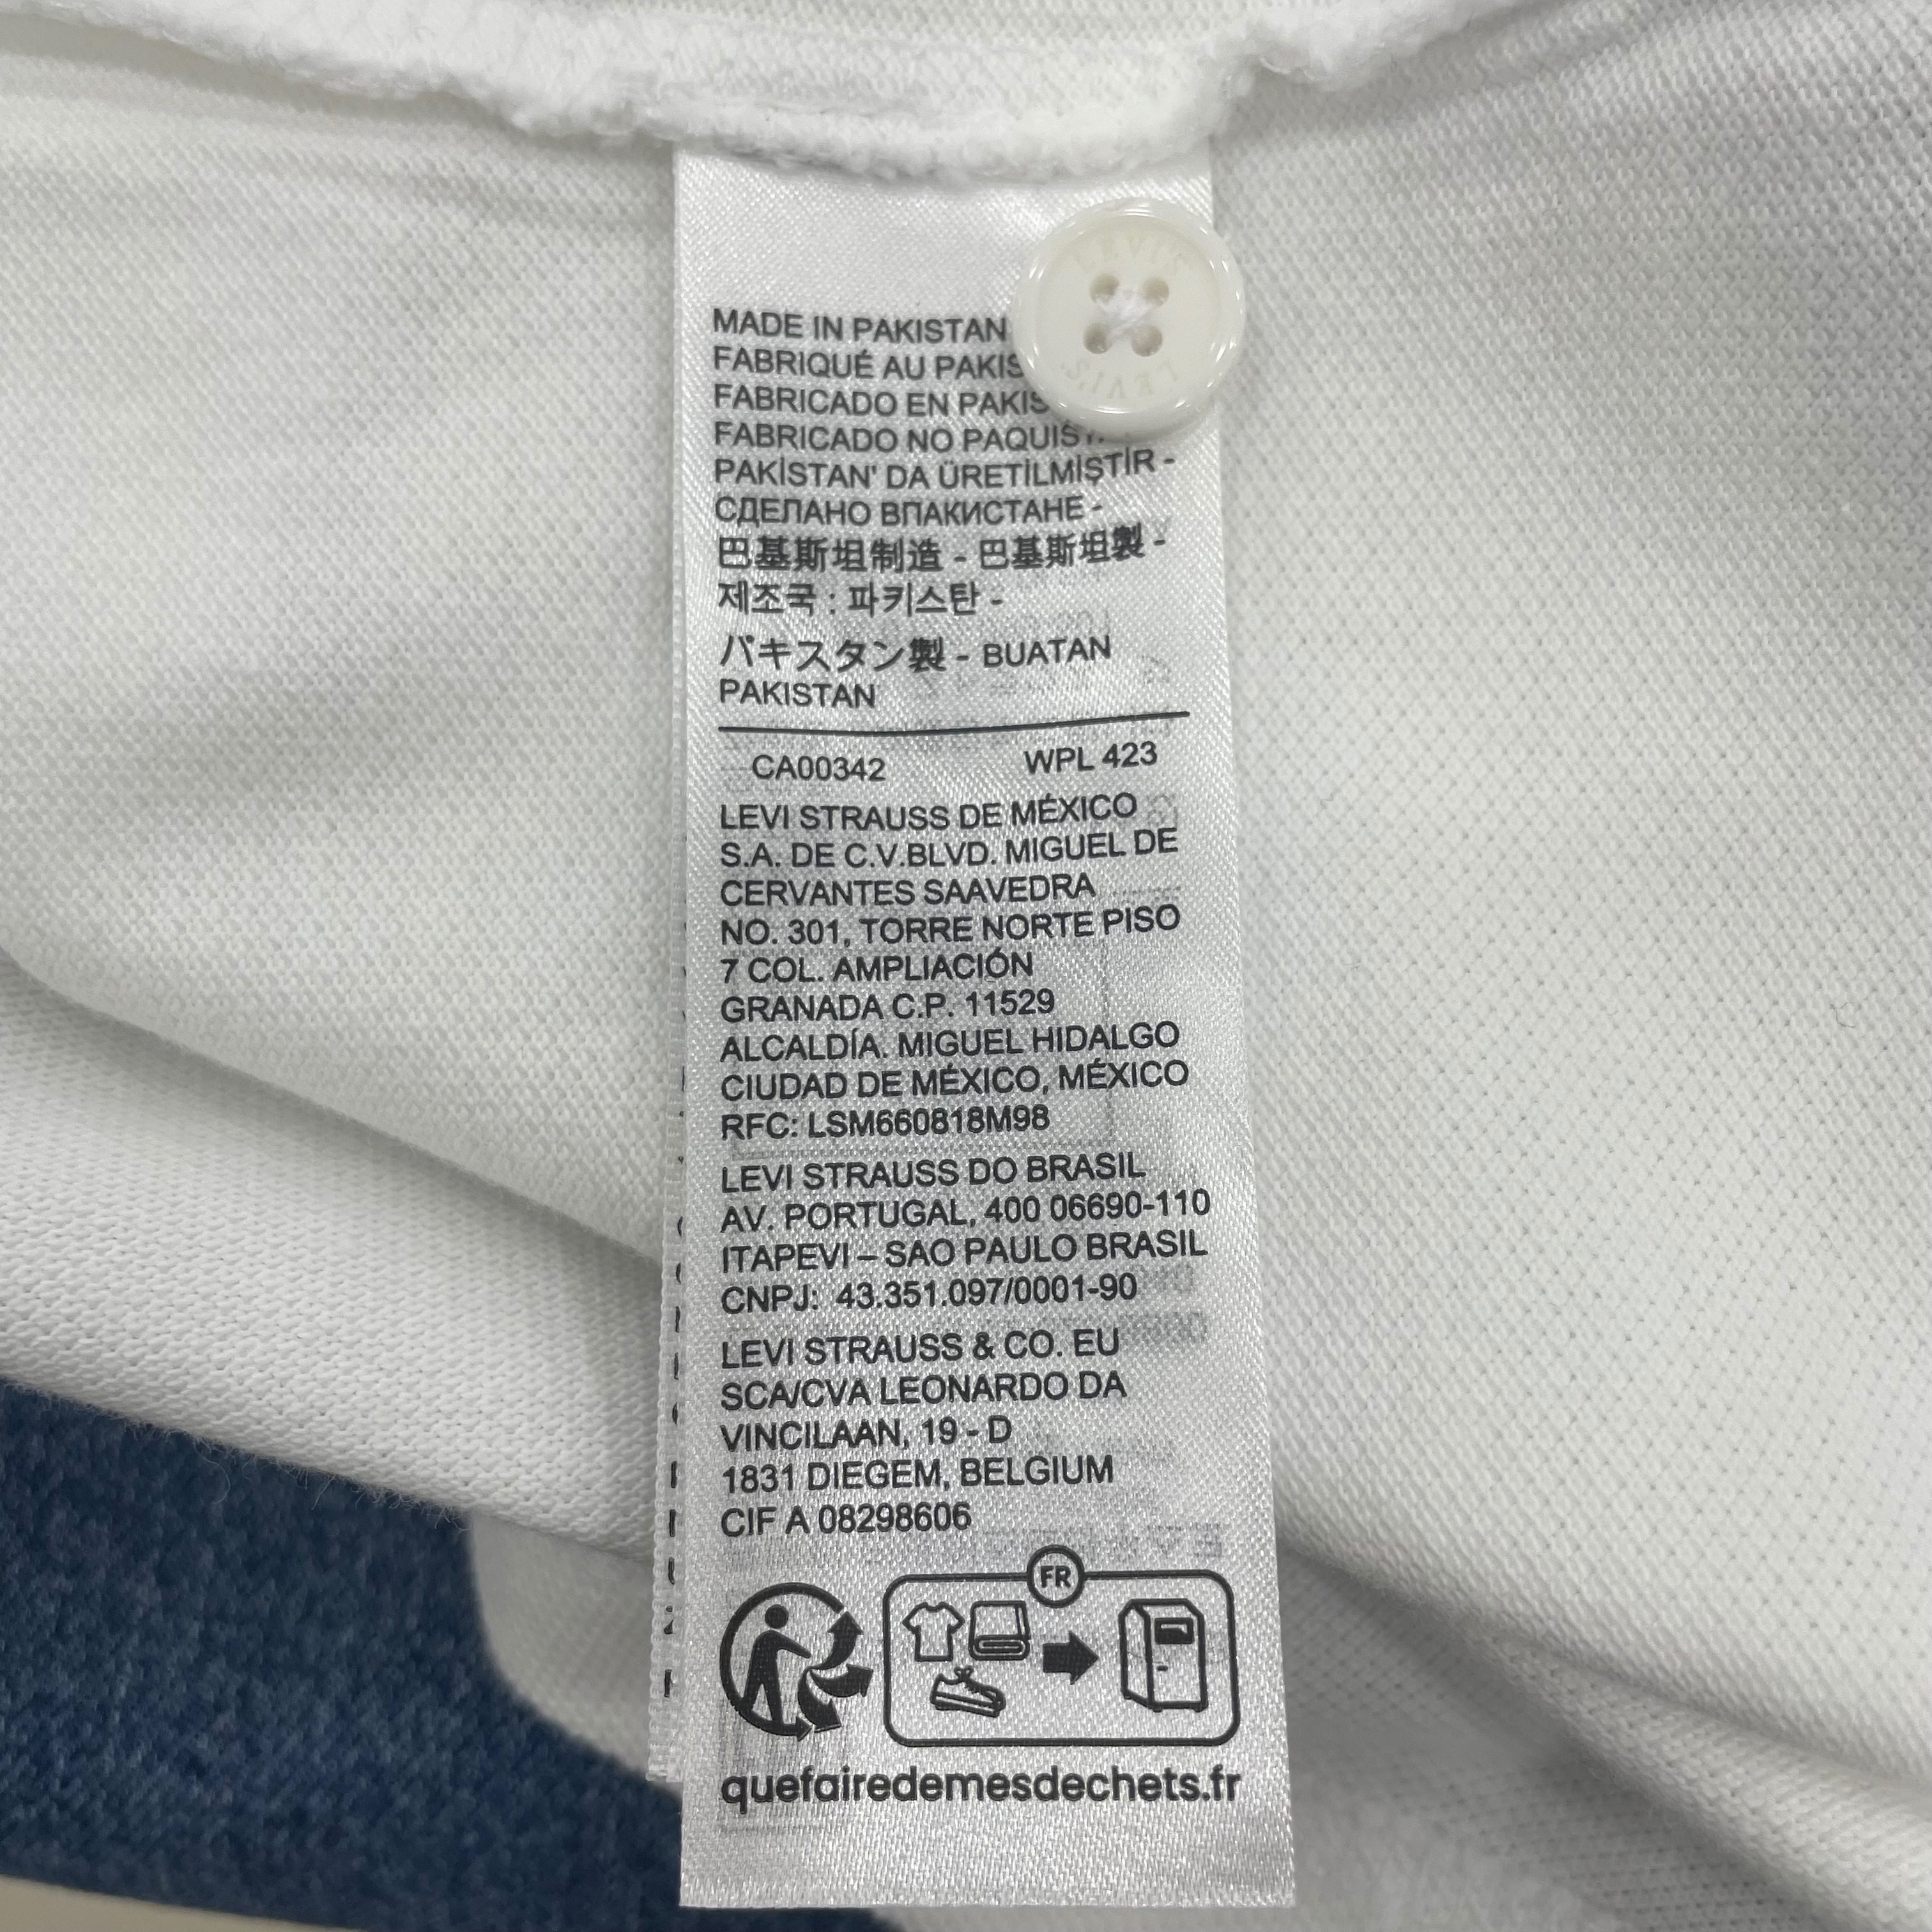 LEVI'S
LEVI'S
MADE IN PAKISTAN
FABRIQUÉ AU
FABRICADO EN
FABRICADO NO
PAKİSTAN' DA ÜRETİLMİŞTİR -
СДЕЛАНО ВПАКИСТАНЕ -
巴基斯坦制造 - 巴基斯坦製 -
제조국 : 파키스탄 -
パキスタン製 - BUATAN
PAKISTAN
CA00342 WPL 423
LEVI STRAUSS DE MÉXICO
S.A. DE C.V.BLVD. MIGUEL DE
CERVANTES SAAVEDRA
NO. 301, TORRE NORTE PISO
7 COL. AMPLIACIÓN
GRANADA C.P. 11529
ALCALDÍA. MIGUEL HIDALGO
CIUDAD DE MÉXICO, MÉXICO
RFC: LSM660818M98
LEVI STRAUSS DO BRASIL
AV. PORTUGAL, 400 06690-110
ITAPEVI – SAO PAULO BRASIL
CNPJ: 43.351.097/0001-90
LEVI STRAUSS & CO. EU
SCA/CVA LEONARDO DA
VINCILAAN, 19 - D
1831 DIEGEM, BELGIUM
CIF A 08298606
FR
quefairedemesdechets.fr